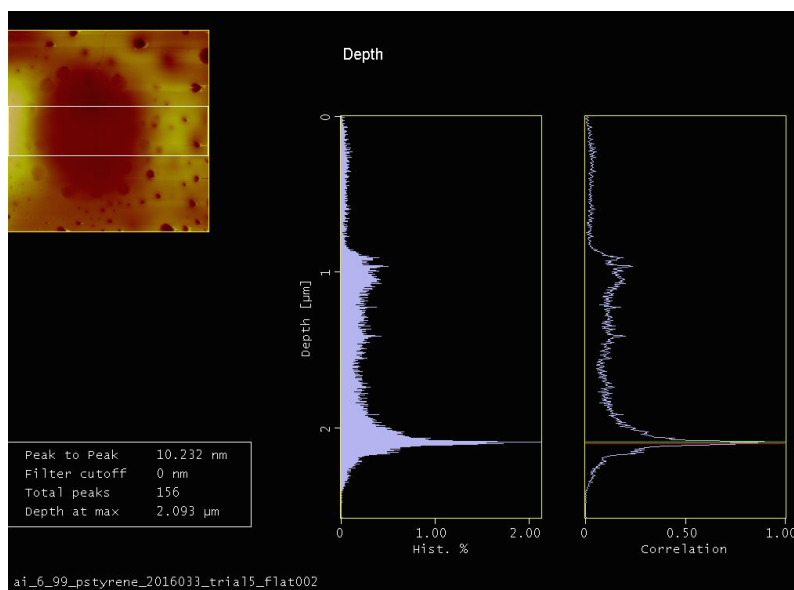 Depth
0
1
2
Depth [µm]
0 1.00 2.00
Hist. %
0 0.50 1.00
Correlation
Peak to Peak 10.232 nm
Filter cutoff 0 nm
Total peaks 156
Depth at max 2.093 µm
ai_6_99_pstyrene_2016033_trial5_flat002